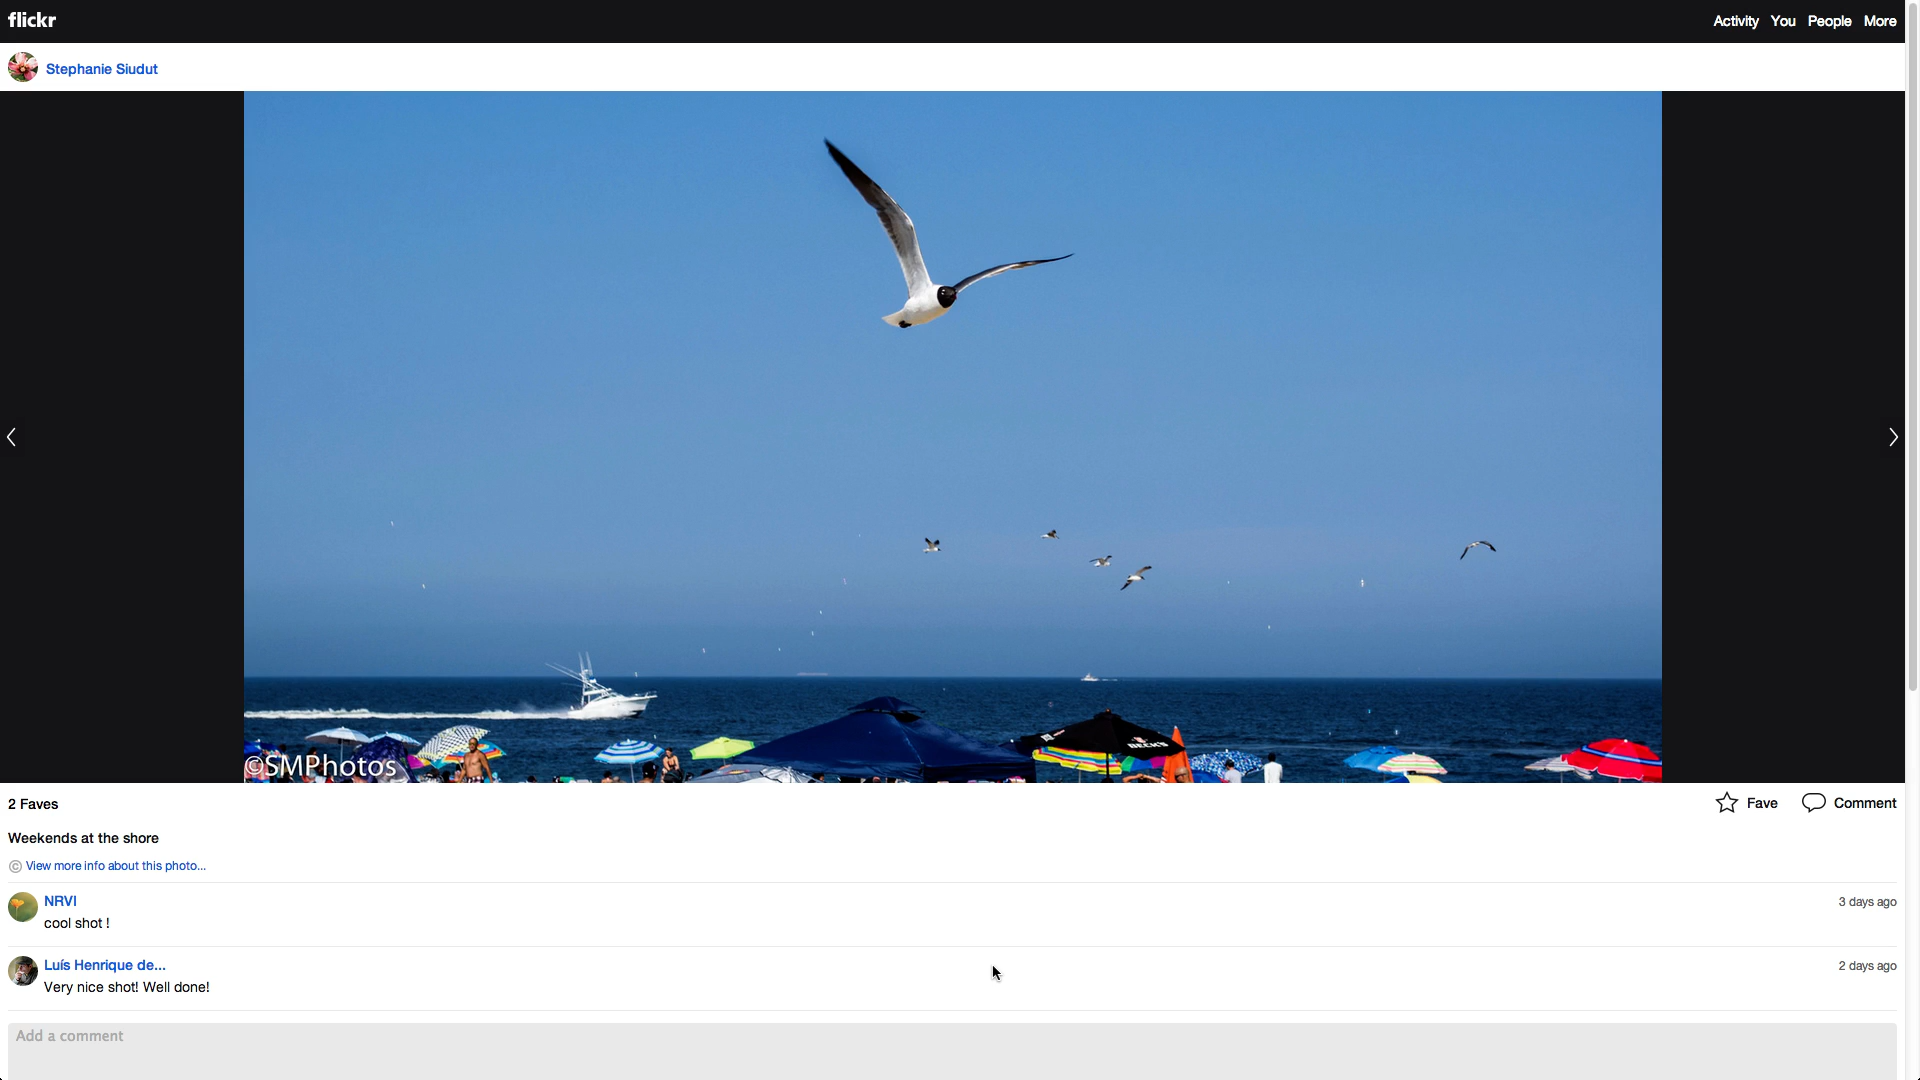 flickr
Activity You People More
Stephanie Siudut
BECK'S
©SMPhotos
2 Faves
Fave Comment
Weekends at the shore
© View more info about this photo...
NRVI
3 days ago
cool shot !
Luís Henrique de...
2 days ago
Very nice shot! Well done!
Add a comment